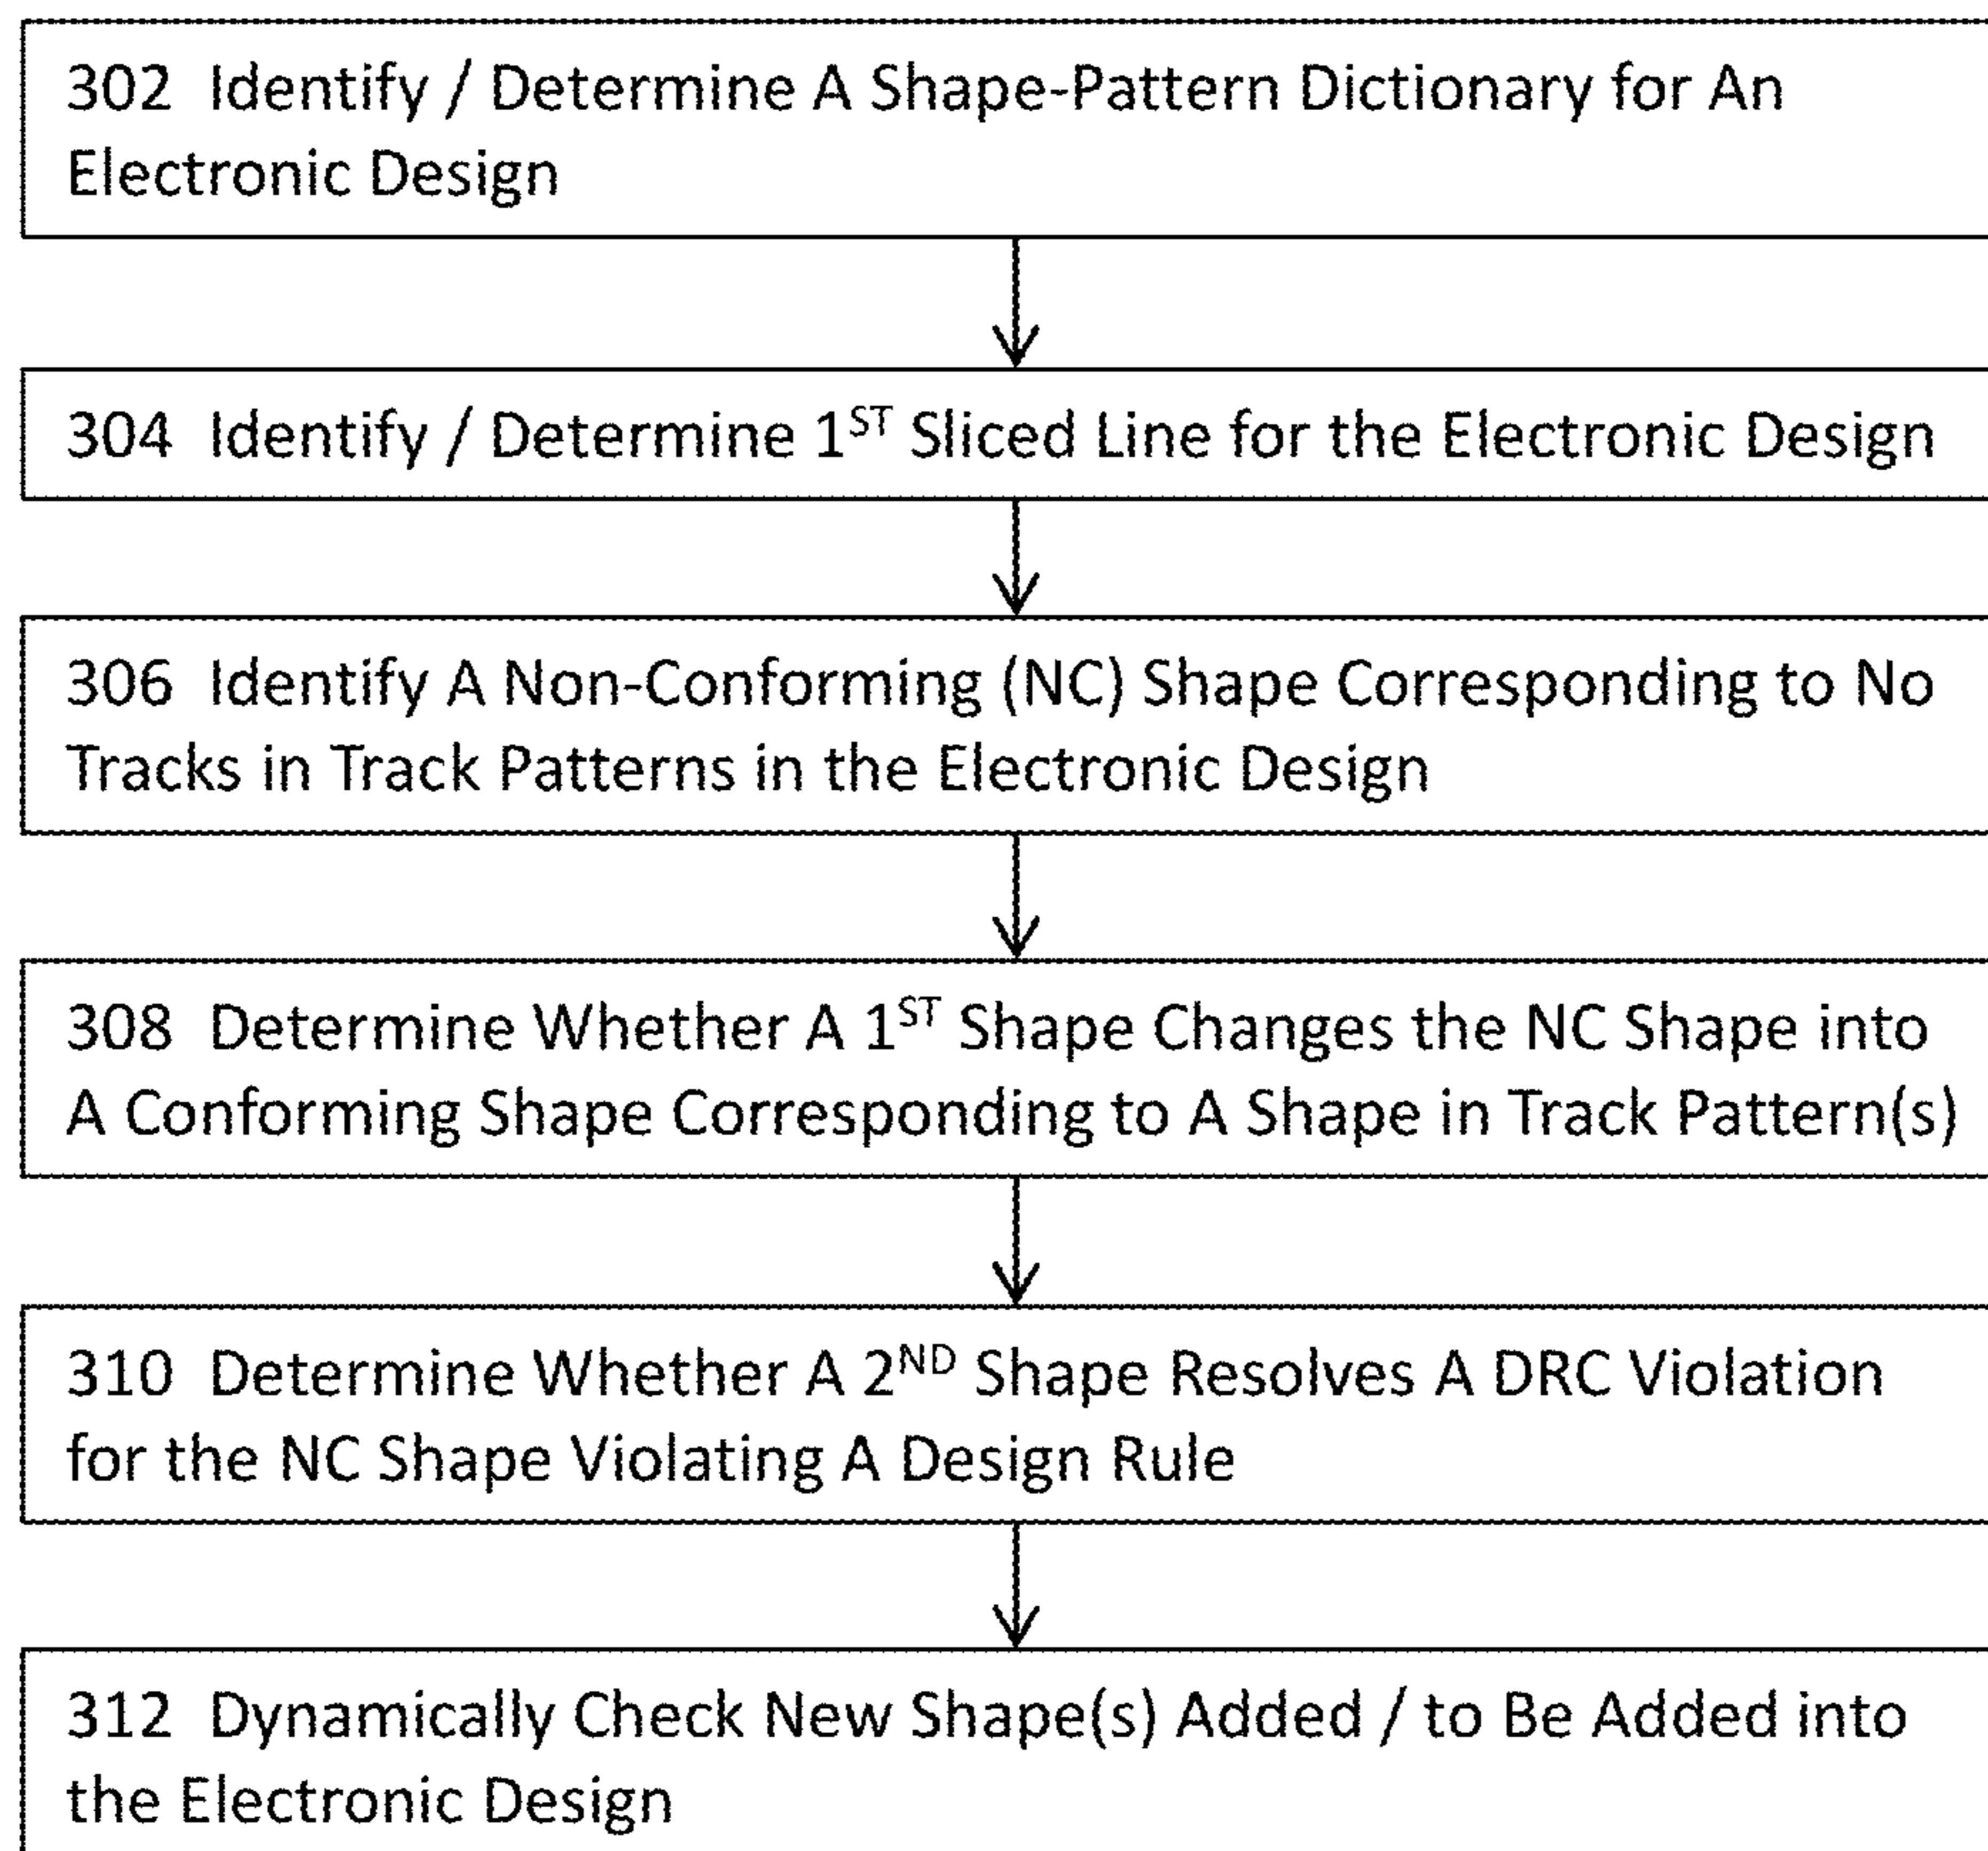 302 Identify / Determine A Shape-Pattern Dictionary for An
Electronic Design
304 Identify / Determine 1ST Sliced Line for the Electronic Design
306 Identify A Non-Conforming (NC) Shape Corresponding to No
Tracks in Track Patterns in the Electronic Design
308 Determine Whether A 1ST Shape Changes the NC Shape into
A Conforming Shape Corresponding to A Shape in Track Pattern(s)
310 Determine Whether A 2ND Shape Resolves A DRC Violation
for the NC Shape Violating A Design Rule
312 Dynamically Check New Shape(s) Added / to Be Added into
the Electronic Design